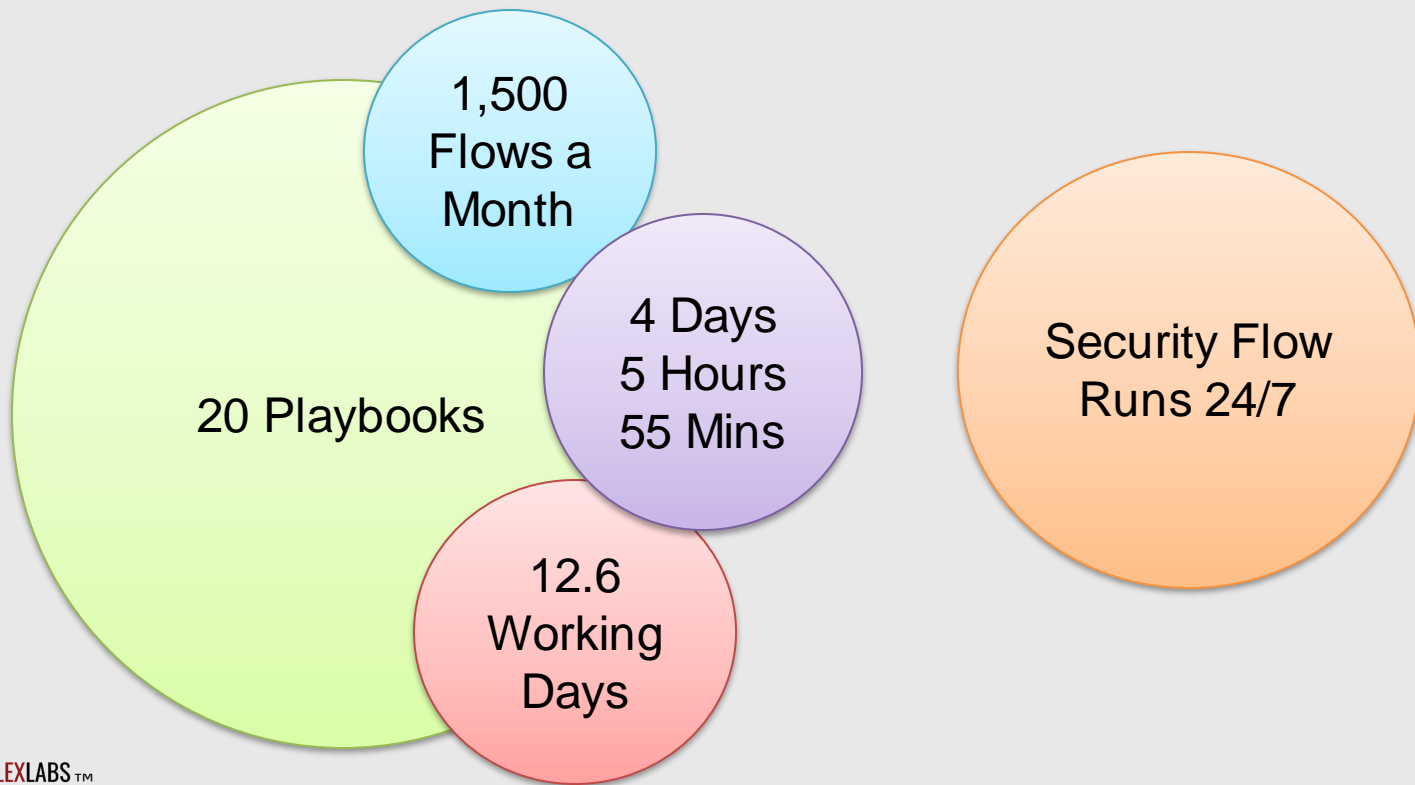 1,500
Flows a
Month
20 Playbooks
4 Days
5 Hours
55 Mins
12.6
Working
Days
Security Flow
Runs 24/7
LEXLABS TM